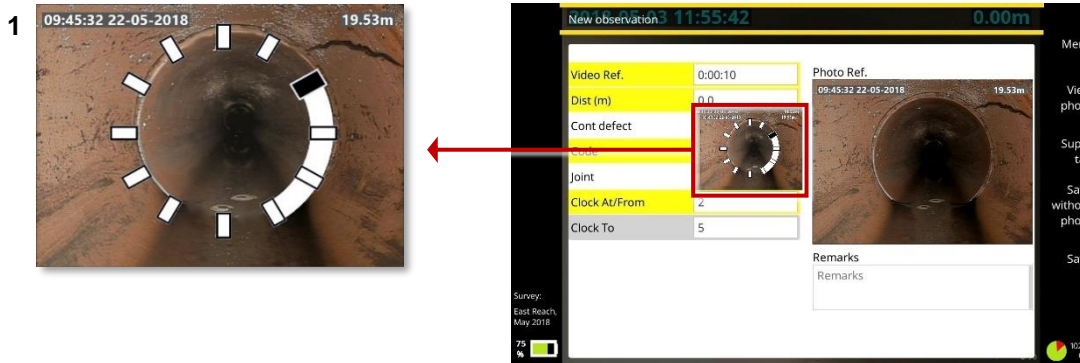 1
09:45:32 22-05-2018 19.53m
New observation
11:55:42
0.00m
Video Ref. 0:00:10
Dist (m) 0.0
Cont defect
Code
Joint
Clock At/From 2
Clock To 5
Photo Ref.
09:45:32 22-05-2018 19.53m
Remarks
Remarks
Survey:
East Reach,
May 2018
75
%